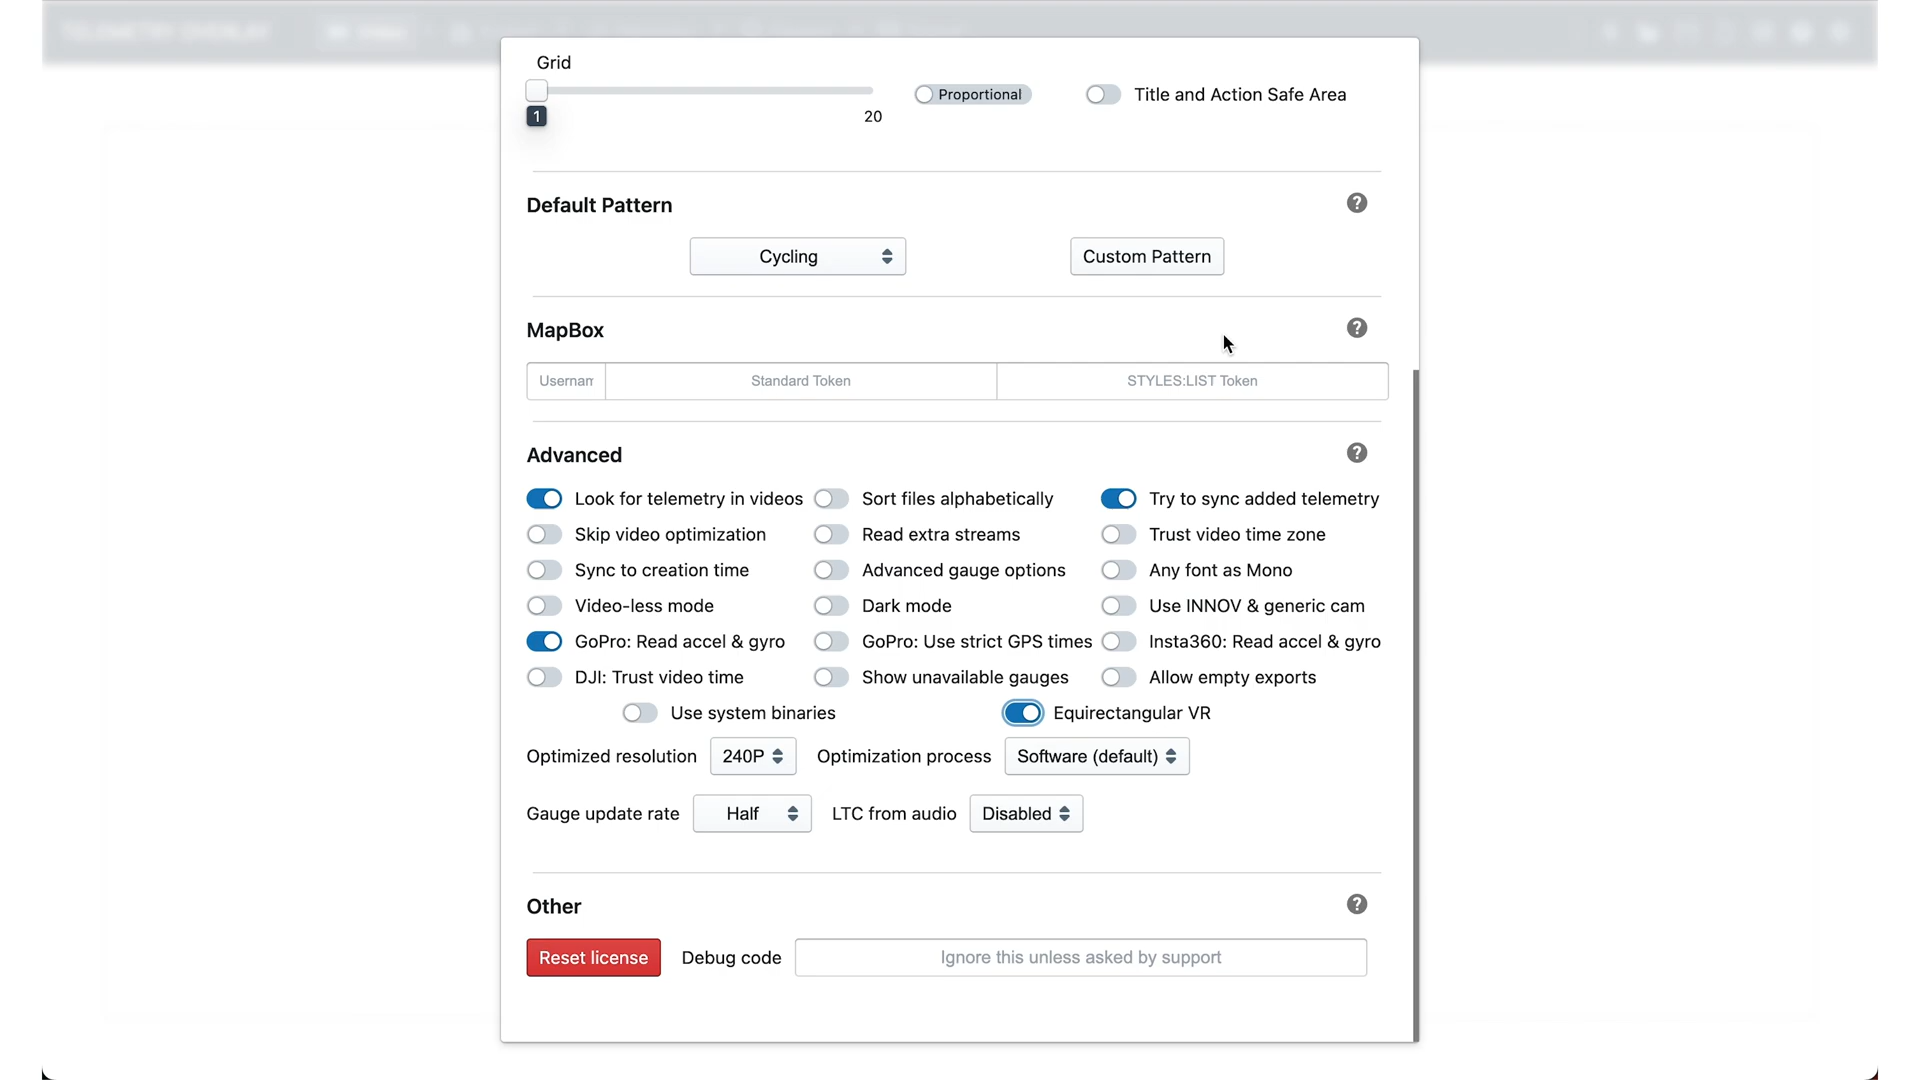 Grid
1
20
Proportional
Title and Action Safe Area
Default Pattern
?
Cycling
Custom Pattern
MapBox
?
Usernam
Standard Token
STYLES:LIST Token
Advanced
?
Look for telemetry in videos
Sort files alphabetically
Try to sync added telemetry
Skip video optimization
Read extra streams
Trust video time zone
Sync to creation time
Advanced gauge options
Any font as Mono
Video-less mode
Dark mode
Use INNOV & generic cam
GoPro: Read accel & gyro
GoPro: Use strict GPS times
Insta360: Read accel & gyro
DJI: Trust video time
Show unavailable gauges
Allow empty exports
Use system binaries
Equirectangular VR
Optimized resolution
240P
Optimization process
Software (default)
Gauge update rate
Half
LTC from audio
Disabled
Other
?
Reset license
Debug code
Ignore this unless asked by support